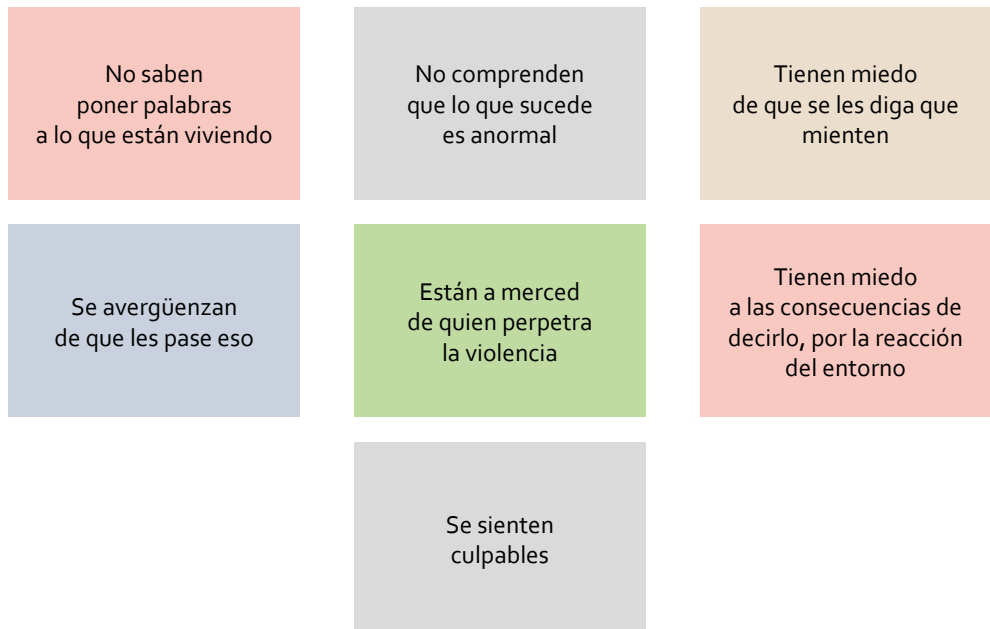 No saben
poner palabras
a lo que están viviendo
No comprenden
que lo que sucede
es anormal
Tienen miedo
de que se les diga que
mienten
Se avergüenzan
de que les pase eso
Están a merced
de quien perpetra
la violencia
Tienen miedo
a las consecuencias de
decirlo, por la reacción
del entorno
Se sienten
culpables